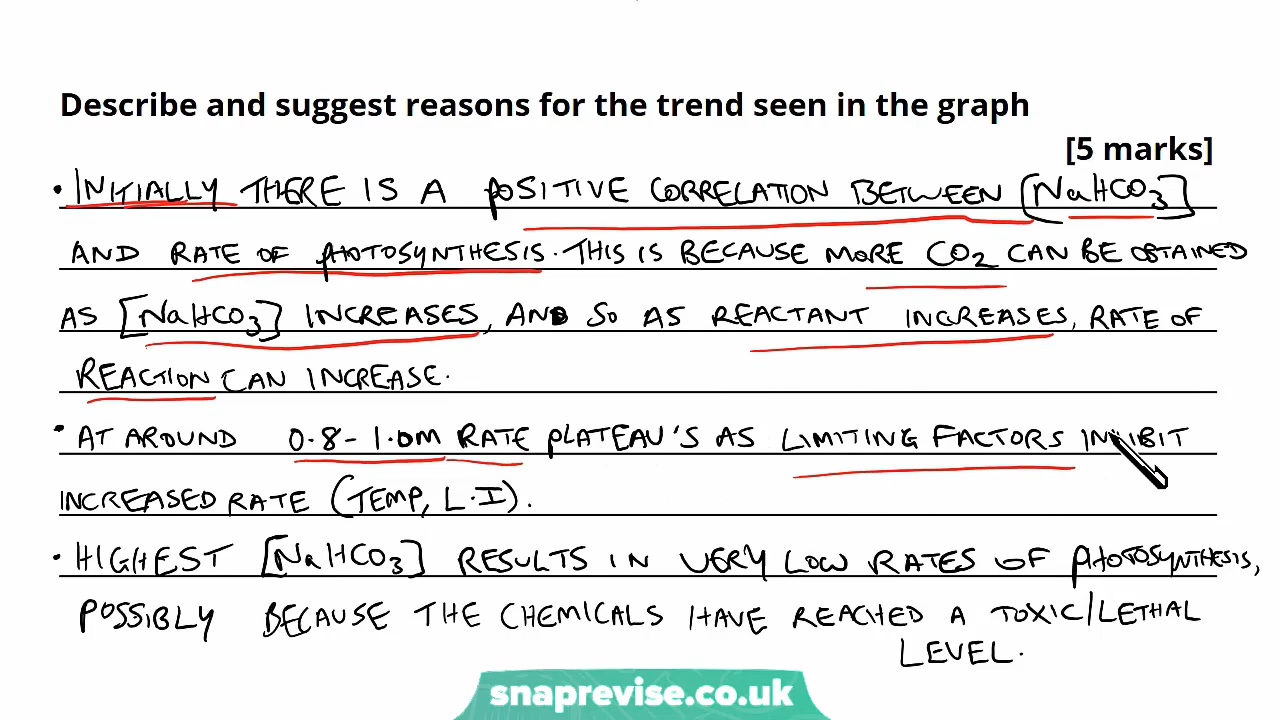 Describe and suggest reasons for the trend seen in the graph
[5 marks]
• INITIALLY THERE IS A POSITIVE CORRELATION BETWEEN [NaHCO3]
AND RATE OF PHOTOSYNTHESIS. THIS IS BECAUSE MORE CO2 CAN BE OBTAINED
AS [NaHCO3] INCREASES, AND SO AS REACTANT INCREASES, RATE OF
REACTION CAN INCREASE.
• AT AROUND 0.8-1.0M RATE PLATEAU'S AS LIMITING FACTORS INHIBIT
INCREASED RATE (TEMP, L.I).
• HIGHEST [NaHCO3] RESULTS IN VERY LOW RATES OF PHOTOSYNTHESIS,
POSSIBLY BECAUSE THE CHEMICALS HAVE REACHED A TOXIC/LETHAL
LEVEL.
snaprevise.co.uk